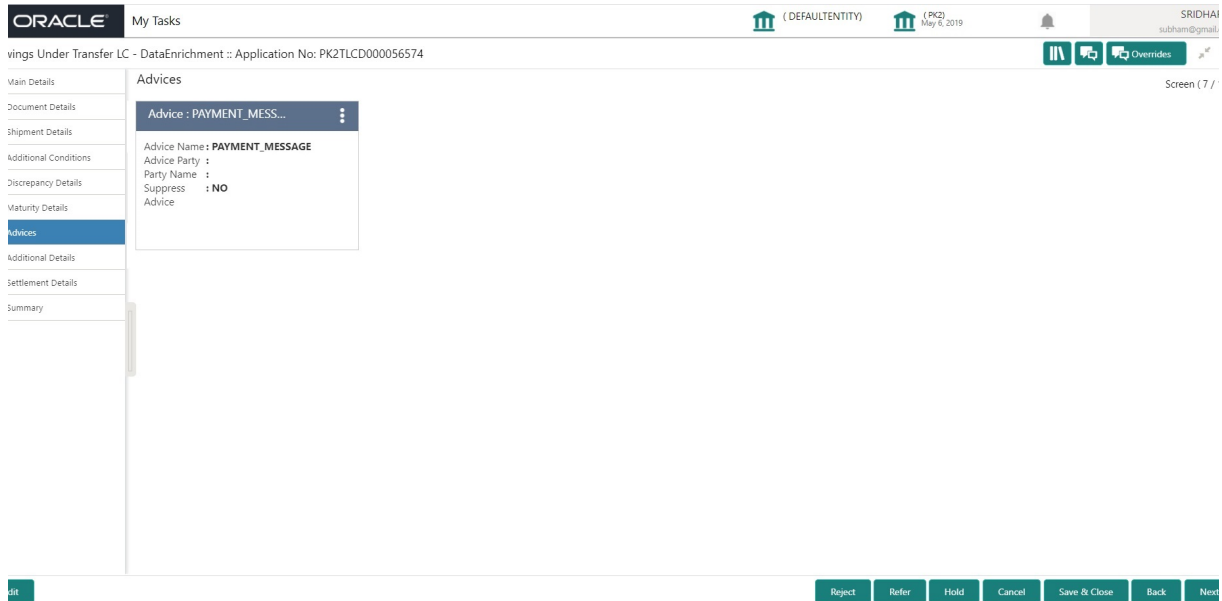 ORACLE
My Tasks
( DEFAULTENTITY)
( PK2)
May 6, 2019
SRIDHAR
subham@gmail.c
wings Under Transfer LC - DataEnrichment :: Application No: PK2TLCD000056574
Overrides
Main Details
Document Details
Shipment Details
Additional Conditions
Discrepancy Details
Maturity Details
Advices
Additional Details
Settlement Details
Summary
Advices
Screen ( 7 / 1
Advice : PAYMENT_MESS...
Advice Name : PAYMENT_MESSAGE
Advice Party :
Party Name :
Suppress : NO
Advice
dit
Reject
Refer
Hold
Cancel
Save & Close
Back
Next